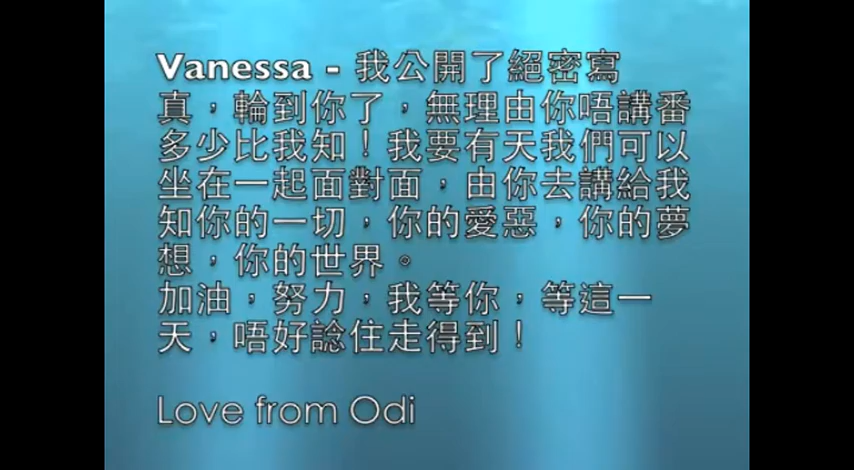 Vanessa - 我公開了絕密寫
真，輪到你了，無理由你唔講番
多少比我知！我要有天我們可以
坐在一起面對面，由你去講給我
知你的一切，你的愛惡，你的夢
想，你的世界。
加油，努力，我等你，等這一
天，唔好諗住走得到！
Love from Odi